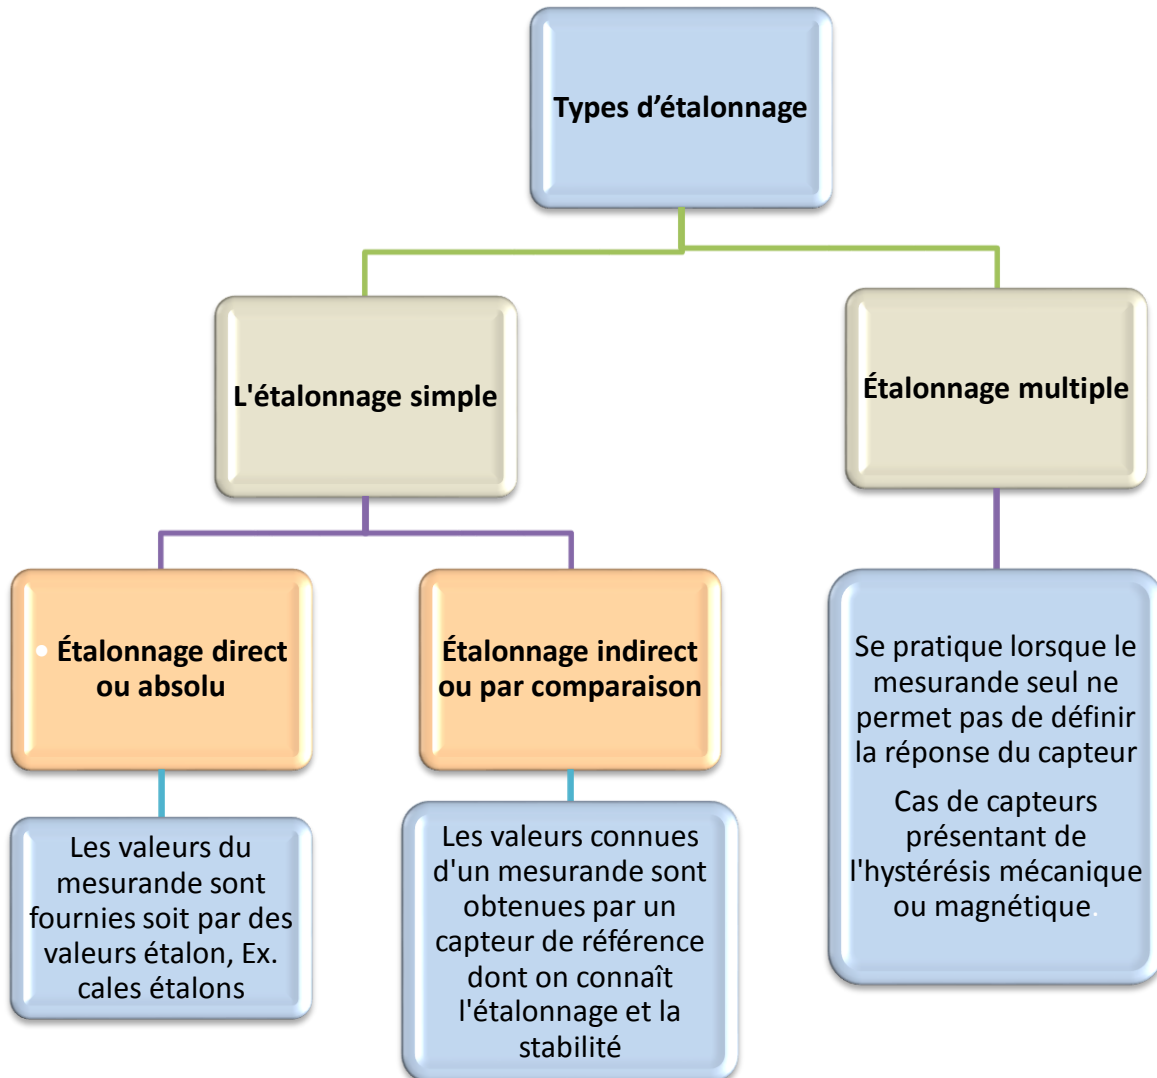 Types d’étalonnage
L'étalonnage simple
Étalonnage multiple
• Étalonnage direct
ou absolu
Étalonnage indirect
ou par comparaison
Les valeurs du
mesurande sont
fournies soit par des
valeurs étalon, Ex.
cales étalons
Les valeurs connues
d'un mesurande sont
obtenues par un
capteur de référence
dont on connaît
l'étalonnage et la
stabilité
Se pratique lorsque le
mesurande seul ne
permet pas de définir
la réponse du capteur
Cas de capteurs
présentant de
l'hystérésis mécanique
ou magnétique.